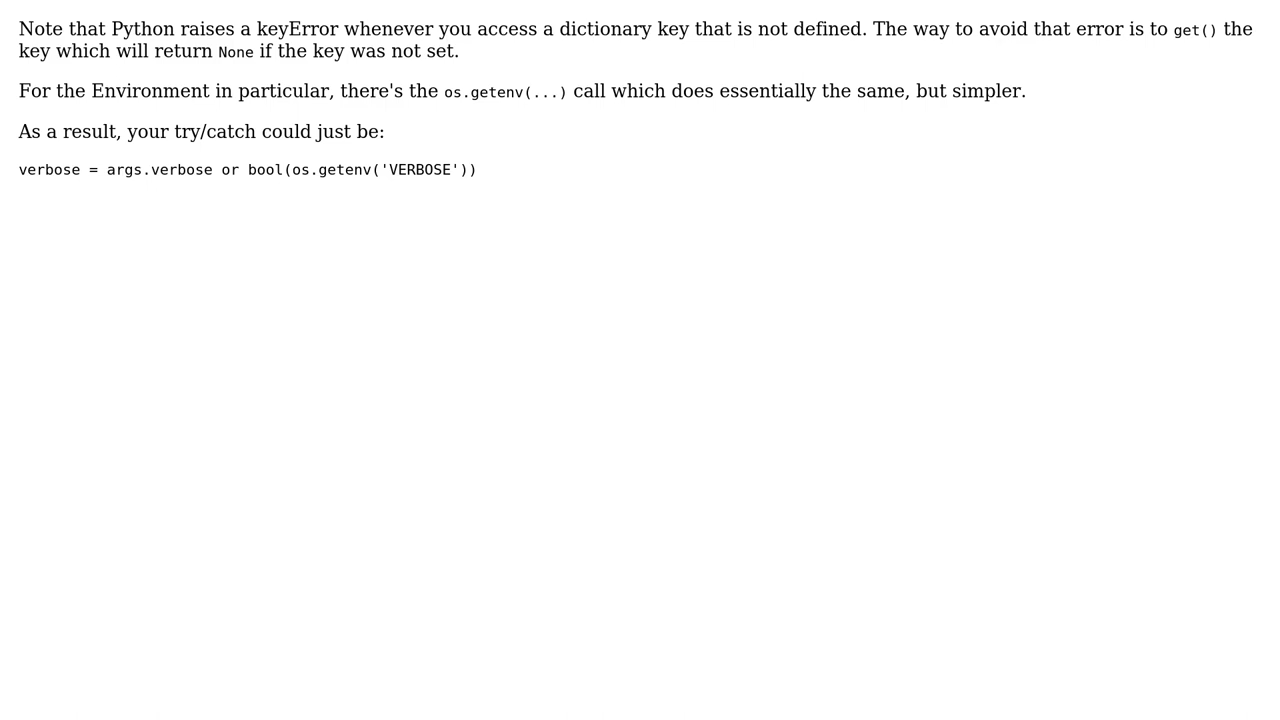 Note that Python raises a keyError whenever you access a dictionary key that is not defined. The way to avoid that error is to get() the
key which will return None if the key was not set.
For the Environment in particular, there's the os.getenv(...) call which does essentially the same, but simpler.
As a result, your try/catch could just be:
verbose = args.verbose or bool(os.getenv('VERBOSE'))